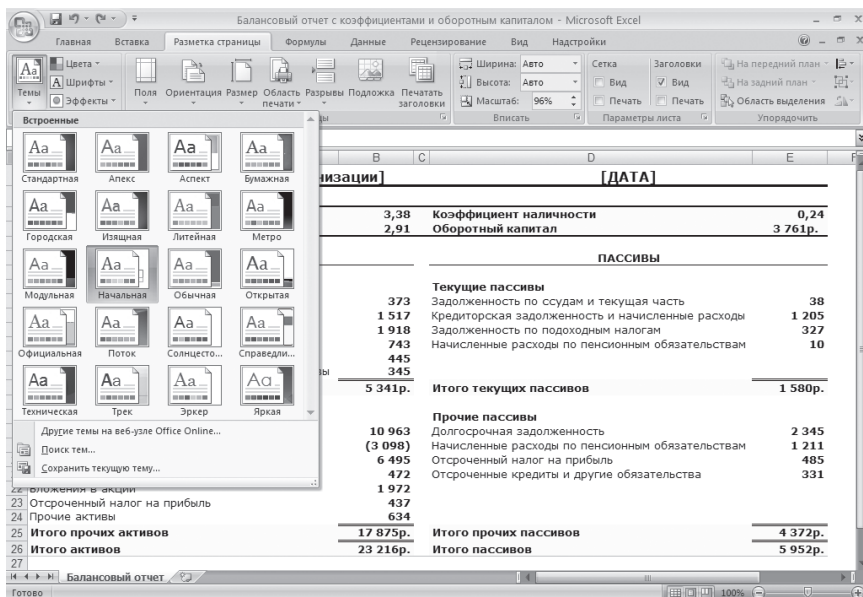 Балансовый отчет с коэффициентами и оборотным капиталом - Microsoft Excel
Главная Вставка Разметка страницы Формулы Данные Рецензирование Вид Надстройки
Темы
Цвета
Шрифты
Эффекты
Поля Ориентация Размер Область печати Разрывы Подложка Печатать заголовки
Ширина: Авто
Высота: Авто
Масштаб: 96%
Вписать
Сетка
Вид
Печать
Заголовки
Вид
Печать
Параметры листа
На передний план
На задний план
Область выделения
Упорядочить
Встроенные
Стандартная Апекс Аспект Бумажная
Городская Изящная Литейная Метро
Модульная Начальная Обычная Открытая
Официальная Поток Солнцесто... Справедли...
Техническая Трек Эркер Яркая
Другие темы на веб-узле Office Online...
Поиск тем...
Сохранить текущую тему...
B C D E F
низации] [ДАТА]
3,38 Коэффициент наличности 0,24
2,91 Оборотный капитал 3 761р.
ПАССИВЫ
Текущие пассивы
373 Задолженность по ссудам и текущая часть 38
1 517 Кредиторская задолженность и начисленные расходы 1 205
1 918 Задолженность по подоходным налогам 327
743 Начисленные расходы по пенсионным обязательствам 10
445
вы 345
5 341р. Итого текущих пассивов 1 580р.
Прочие пассивы
10 963 Долгосрочная задолженность 2 345
(3 098) Начисленные расходы по пенсионным обязательствам 1 211
6 495 Отсроченный налог на прибыль 485
472 Отсроченные кредиты и другие обязательства 331
22 Вложения в акции 1 972
23 Отсроченный налог на прибыль 437
24 Прочие активы 634
25 Итого прочих активов 17 875р. Итого прочих пассивов 4 372р.
26 Итого активов 23 216р. Итого пассивов 5 952р.
27
Балансовый отчет
Готово 100%